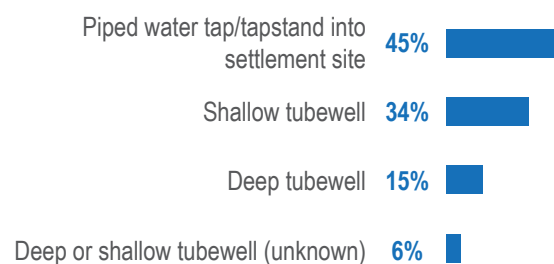 Piped water tap/tapstand into
settlement site
45%
Shallow tubewell 34%
Deep tubewell 15%
Deep or shallow tubewell (unknown) 6%